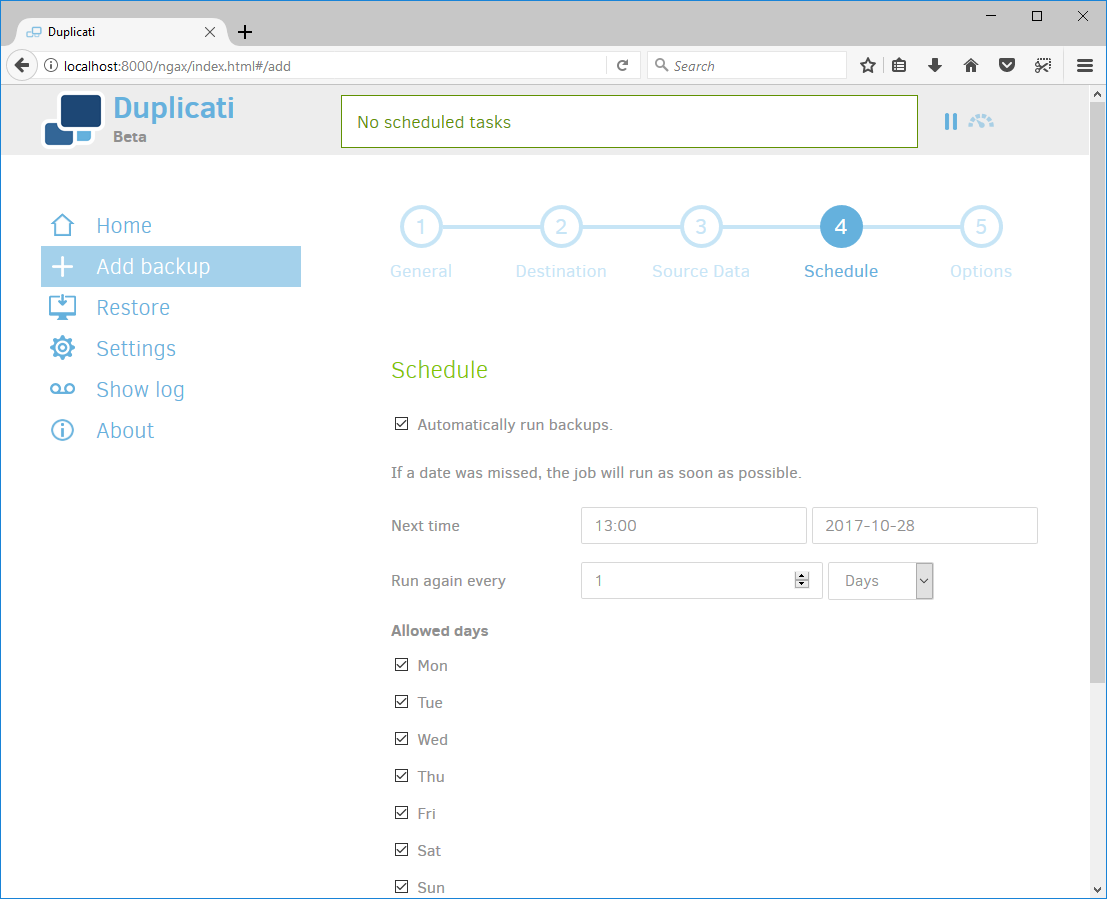 Duplicati
localhost:8000/ngax/index.html#/add
Search
Duplicati
Beta
No scheduled tasks
Home
Add backup
Restore
Settings
Show log
About
1 2 3 4 5
General Destination Source Data Schedule Options
Schedule
Automatically run backups.
If a date was missed, the job will run as soon as possible.
Next time 13:00 2017-10-28
Run again every 1 Days
Allowed days
Mon
Tue
Wed
Thu
Fri
Sat
Sun